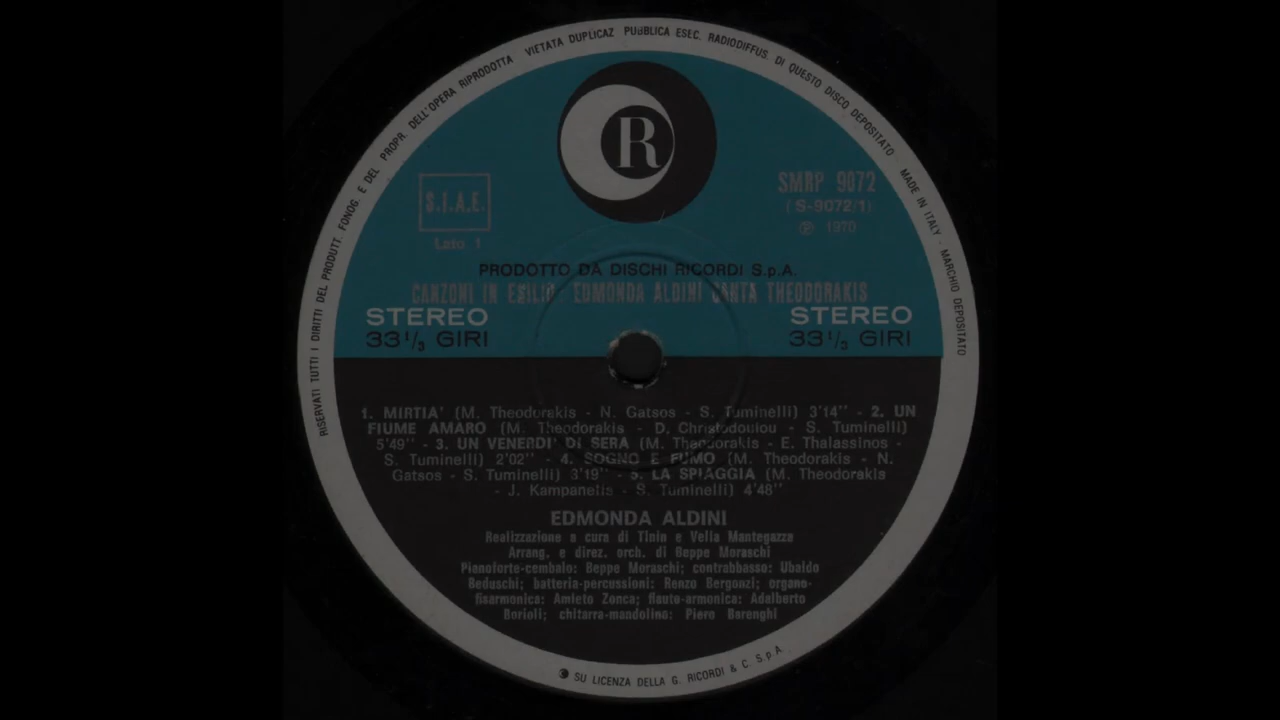 RISERVATI TUTTI I DIRITTI DEL PRODUTT. FONOG. E DEL PROPR. DELL'OPERA RIPRODOTTA VIETATA DUPLICAZ PUBBLICA ESEC. RADIODIFFUS. DI QUESTO DISCO DEPOSITATO MADE IN ITALY - MARCHIO DEPOSITATO
R
S.I.A.E.
Lato 1
SMRP 9072
(S-9072/1)
℗ 1970
PRODOTTO DA DISCHI RICORDI S.p.A.
CANZONI IN ESILIO: EDMONDA ALDINI CANTA THEODORAKIS
STEREO
33 1/3 GIRI
STEREO
33 1/3 GIRI
1. MIRTIA' (M. Theodorakis - N. Gatsos - S. Tuminelli) 3'14" - 2. UN
FIUME AMARO (M. Theodorakis - D. Christodoulou - S. Tuminelli)
5'49" - 3. UN VENERDI' DI SERA (M. Theodorakis - E. Thalassinos -
S. Tuminelli) 2'02" - 4. SOGNO E FUMO (M. Theodorakis - N.
Gatsos - S. Tuminelli) 3'19" - 5. LA SPIAGGIA (M. Theodorakis
- J. Kampanelis - S. Tuminelli) 4'48"
EDMONDA ALDINI
Realizzazione a cura di Tinin e Velia Mantegazza
Arrang. e direz. orch. di Beppe Moraschi
Pianoforte-cembalo: Beppe Moraschi; contrabbasso: Ubaldo
Beduschi; batteria-percussioni: Renzo Bergonzi; organo-
fisarmonica: Amleto Zonca; flauto-armonica: Adalberto
Borioli; chitarra-mandolino: Piero Barenghi
SU LICENZA DELLA G. RICORDI & C. S.p.A.